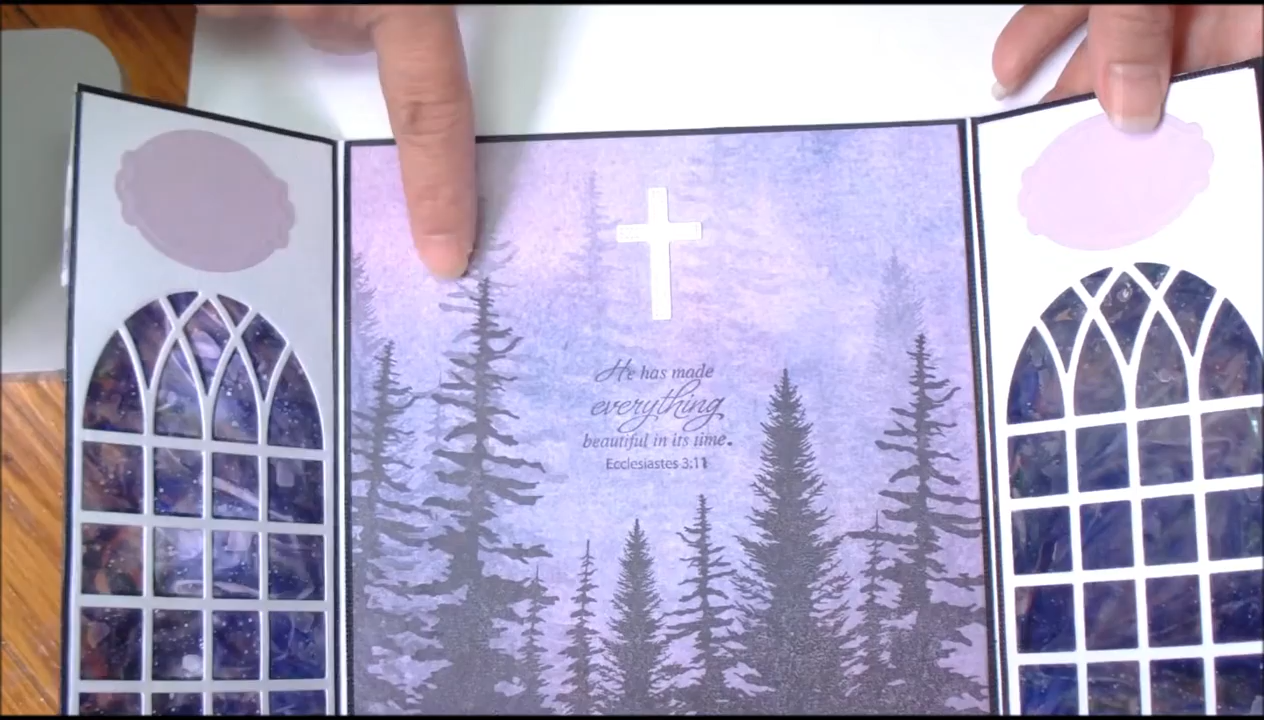 He has made
everything
beautiful in its time.
Ecclesiastes 3:11